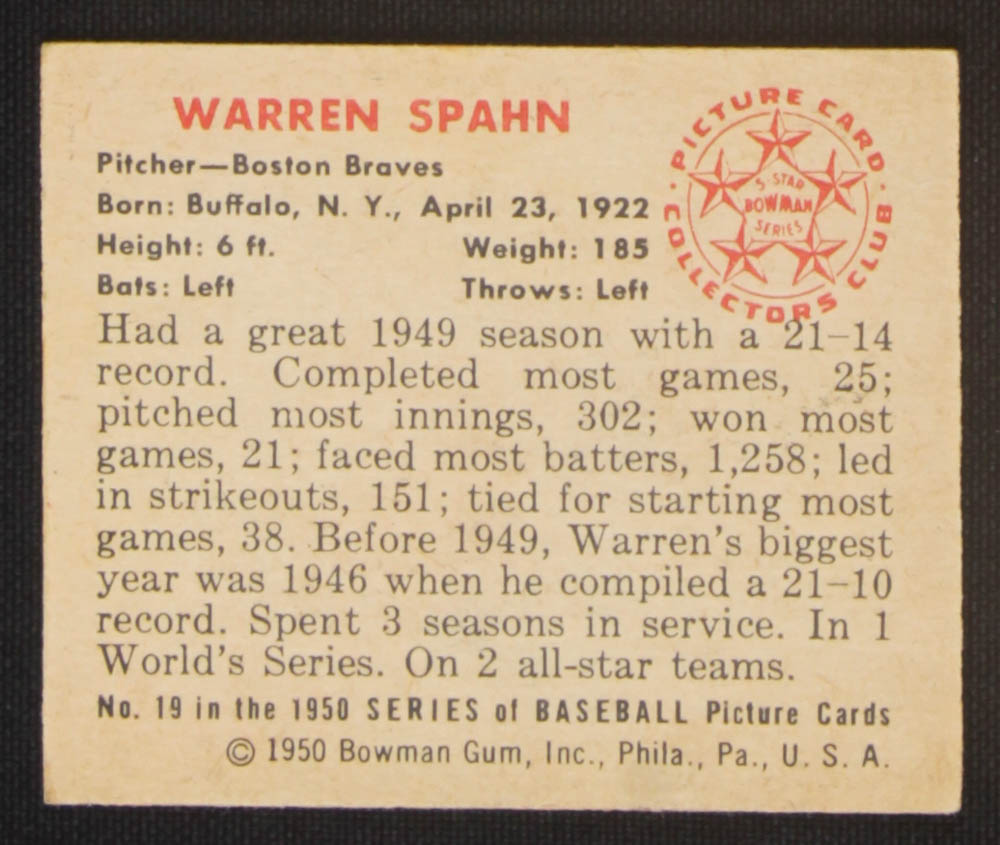 WARREN SPAHN
Pitcher—Boston Braves
Born: Buffalo, N. Y., April 23, 1922
Height: 6 ft. Weight: 185
Bats: Left Throws: Left
PICTURE CARD
COLLECTORS CLUB
5-STAR
BOWMAN
SERIES
Had a great 1949 season with a 21–14
record. Completed most games, 25;
pitched most innings, 302; won most
games, 21; faced most batters, 1,258; led
in strikeouts, 151; tied for starting most
games, 38. Before 1949, Warren's biggest
year was 1946 when he compiled a 21–10
record. Spent 3 seasons in service. In 1
World's Series. On 2 all-star teams.
No. 19 in the 1950 SERIES of BASEBALL Picture Cards
© 1950 Bowman Gum, Inc., Phila., Pa., U. S. A.